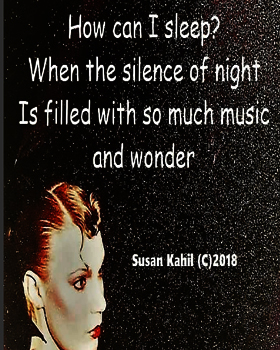 How can I sleep?
When the silence of night
Is filled with so much music
and wonder
Susan Kahil (C)2018